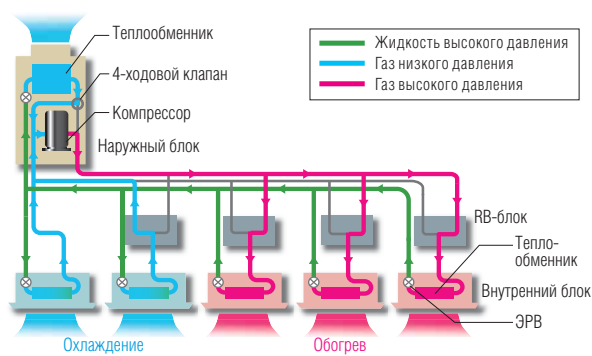 Теплообменник
4-ходовой клапан
Компрессор
Наружный блок
Жидкость высокого давления
Газ низкого давления
Газ высокого давления
RB-блок
Тепло-
обменник
Внутренний блок
ЭРВ
Охлаждение
Обогрев